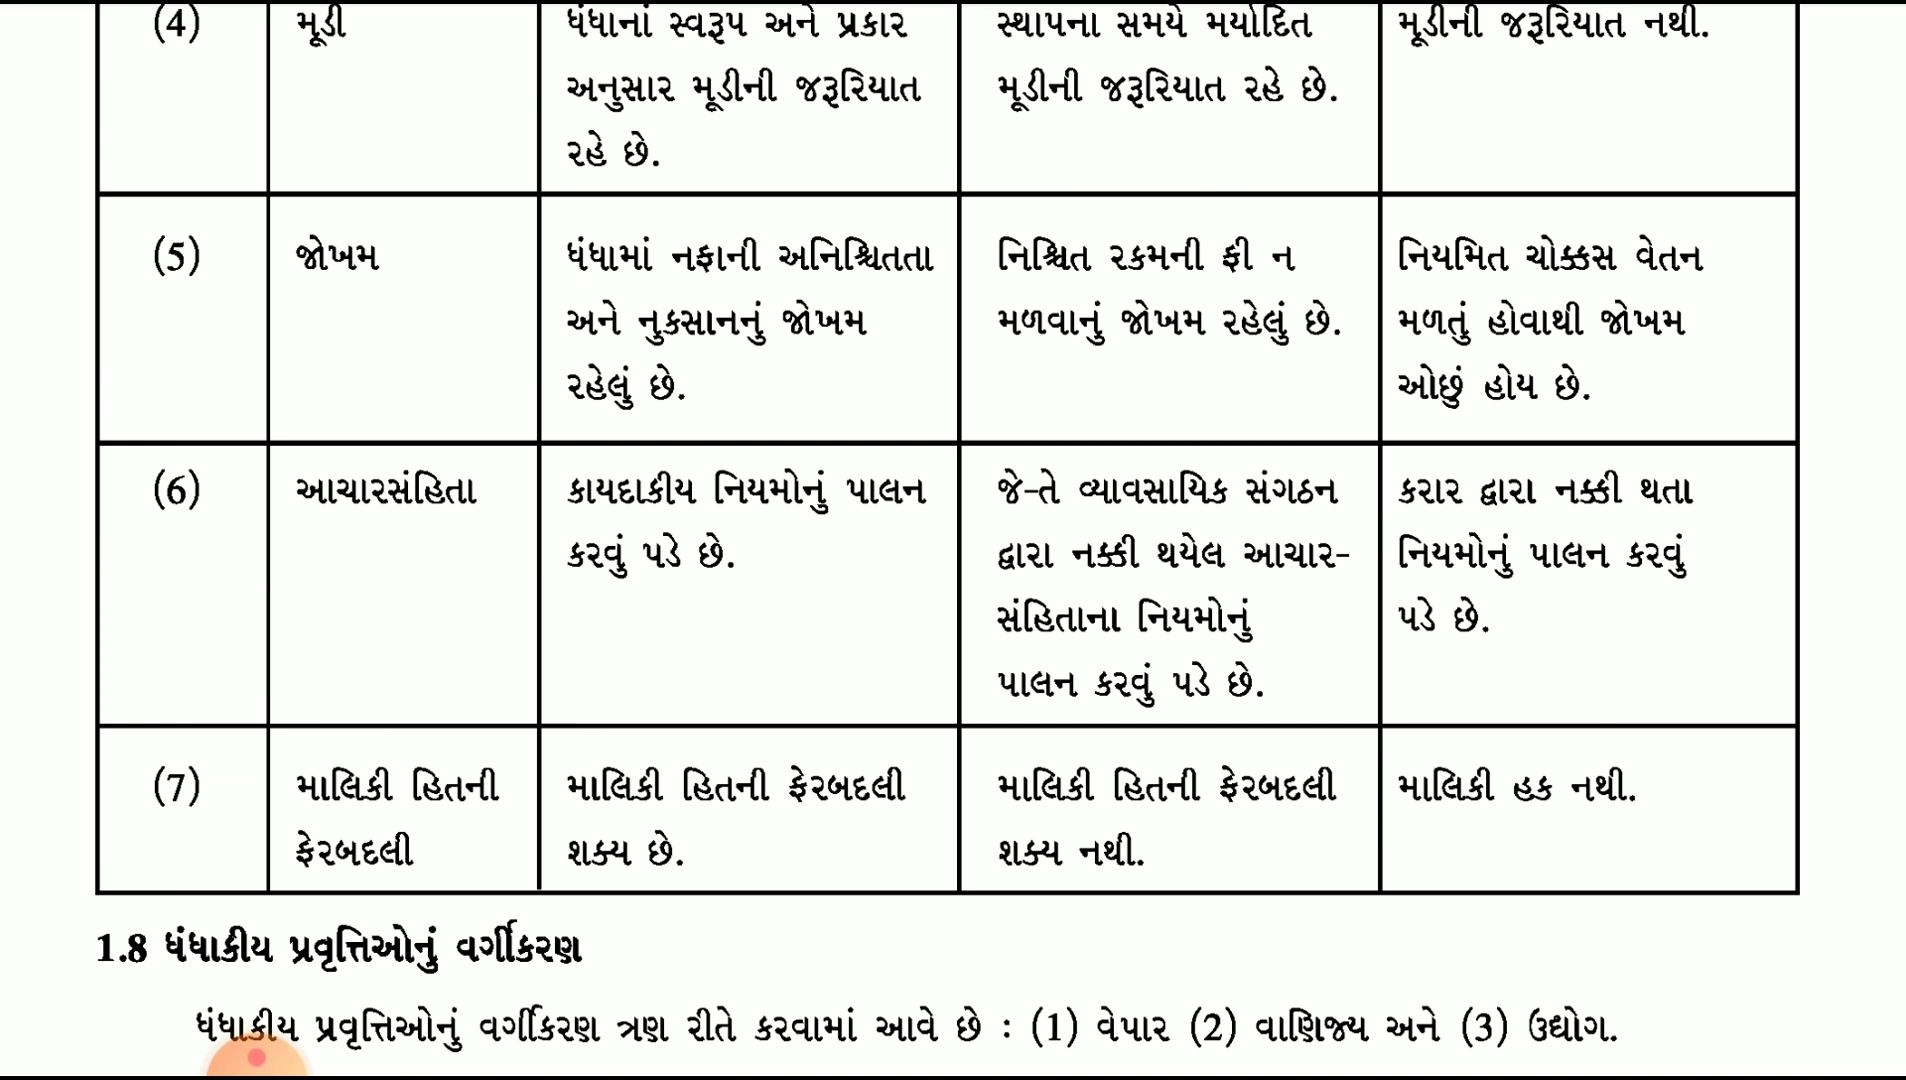 (4) મૂડી ધંધાનાં સ્વરૂપ અને પ્રકાર સ્થાપના સમયે મર્યાદિત મૂડીની જરૂરિયાત નથી.
અનુસાર મૂડીની જરૂરિયાત મૂડીની જરૂરિયાત રહે છે.
રહે છે.
(5) જોખમ ધંધામાં નફાની અનિશ્ચિતતા નિશ્ચિત રકમની ફી ન નિયમિત ચોક્કસ વેતન
અને નુકસાનનું જોખમ મળવાનું જોખમ રહેલું છે. મળતું હોવાથી જોખમ
રહેલું છે. ઓછું હોય છે.
(6) આચારસંહિતા કાયદાકીય નિયમોનું પાલન જે-તે વ્યાવસાયિક સંગઠન કરાર દ્વારા નક્કી થતા
કરવું પડે છે. દ્વારા નક્કી થયેલ આચાર- નિયમોનું પાલન કરવું
સંહિતાના નિયમોનું પડે છે.
પાલન કરવું પડે છે.
(7) માલિકી હિતની માલિકી હિતની ફેરબદલી માલિકી હિતની ફેરબદલી માલિકી હક નથી.
ફેરબદલી શક્ય છે. શક્ય નથી.
1.8 ધંધાકીય પ્રવૃત્તિઓનું વર્ગીકરણ
ધંધાકીય પ્રવૃત્તિઓનું વર્ગીકરણ ત્રણ રીતે કરવામાં આવે છે : (1) વેપાર (2) વાણિજ્ય અને (3) ઉદ્યોગ.